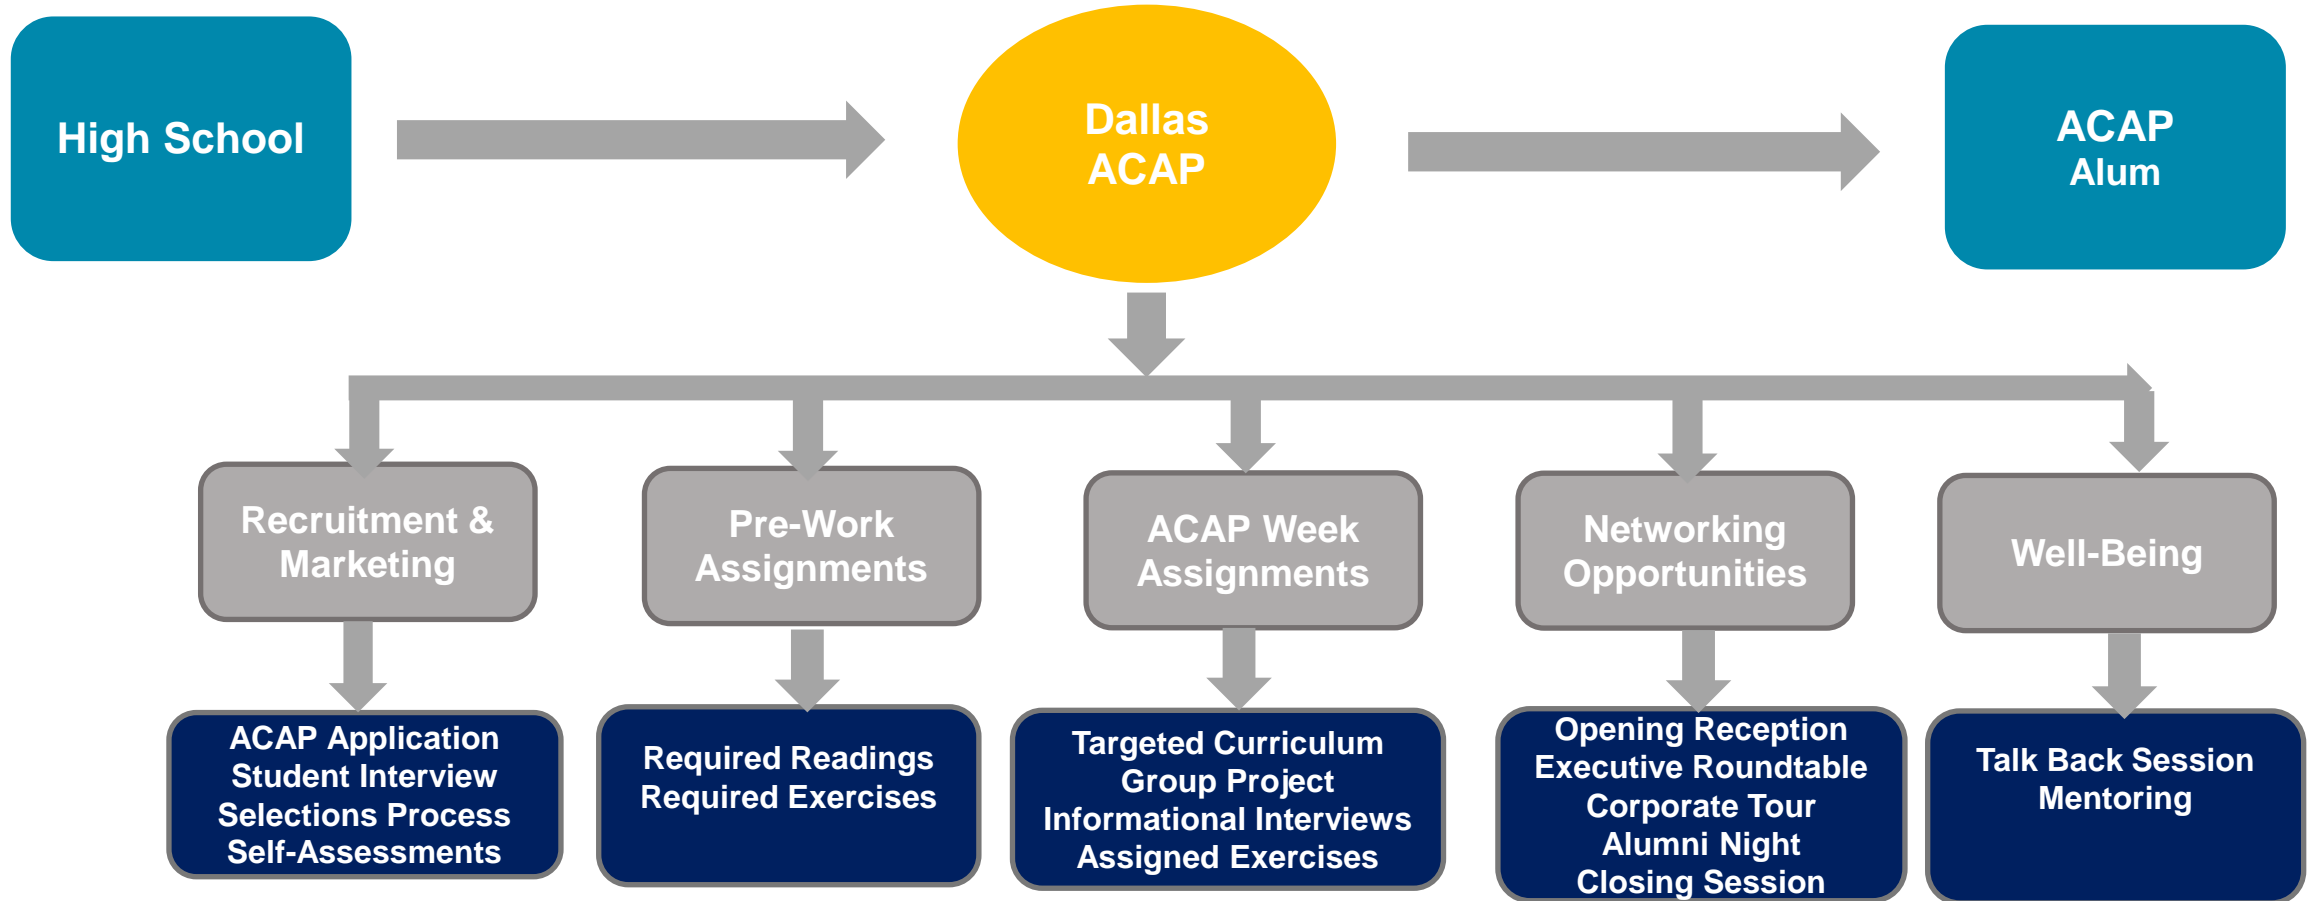 High School
Dallas
ACAP
ACAP
Alum
Recruitment &
Marketing
Pre-Work
Assignments
ACAP Week
Assignments
Networking
Opportunities
Well-Being
ACAP Application
Student Interview
Selections Process
Self-Assessments
Required Readings
Required Exercises
Targeted Curriculum
Group Project
Informational Interviews
Assigned Exercises
Opening Reception
Executive Roundtable
Corporate Tour
Alumni Night
Closing Session
Talk Back Session
Mentoring